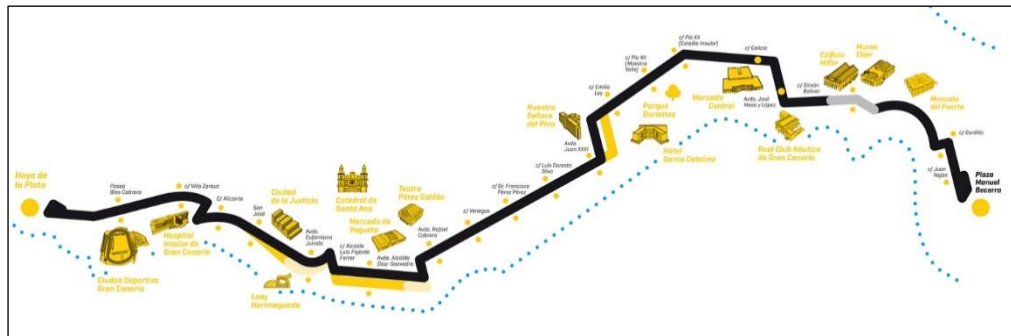 Hoya de
la Plata
Paseo
Blas Cabrera
Ciudad Deportiva
Gran Canaria
Hospital
Insular de
Gran Canaria
c/ Villa Zarauz
C/ Alicante
San
José
Ciudad
de la Justicia
Lady
Harimaguada
Avda.
Eufemiano
Jurado
Catedral de
Santa Ana
Mercado de
Vegueta
c/ Alcalde
Luis Fajardo
Ferrer
Teatro
Pérez Galdós
Avda. Alcalde
Díaz-Saavedra
Avda. Rafael
Cabrera
c/ Venegas
c/ Dr. Francisco
Pérez Pérez
c/ Luis Doreste
Silva
Nuestra
Señora
del Pino
Avda.
Juan XXIII
c/ Emilio
Ley
c/ Pío XII
(Maestro
Valle)
c/ Pío XII
(Estadio Insular)
Parque
Doramas
Hotel
Santa Catalina
Mercado
Central
c/ Galicia
Avda. José
Mesa y López
Real Club Náutico
de Gran Canaria
c/ Simón
Bolívar
Edificio
Miller
Museo
Elder
Mercado
del Puerto
c/ Gordillo
c/ Juan
Rejón
Plaza
Manuel
Becerra